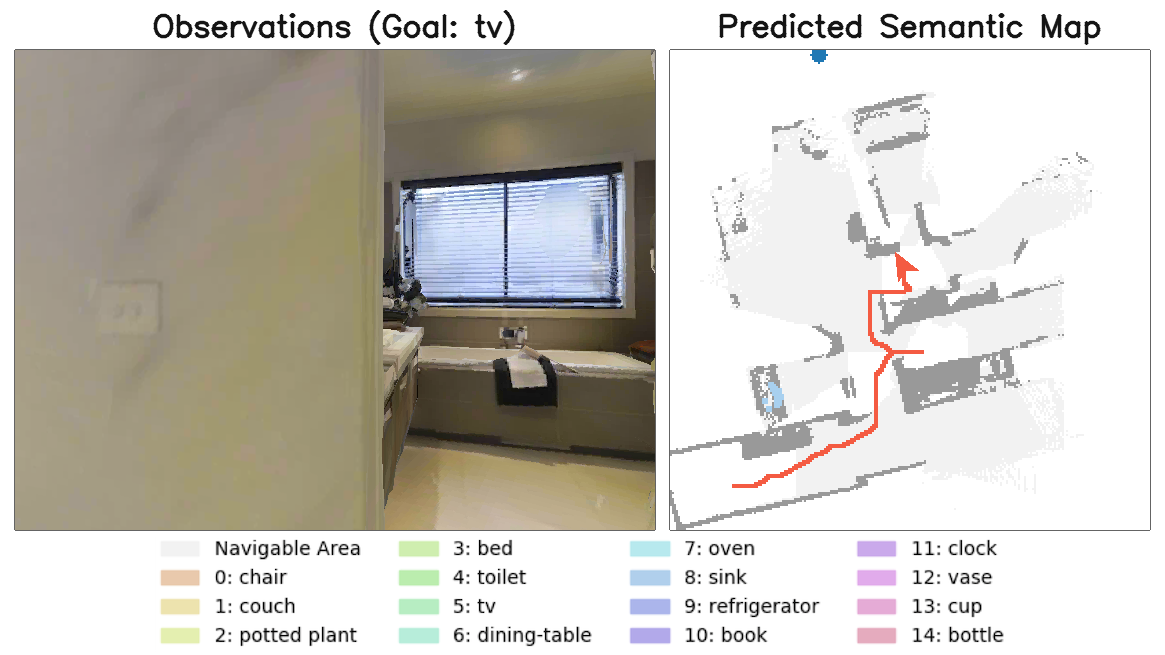 Observations (Goal: tv)
Predicted Semantic Map
Navigable Area
0: chair
1: couch
2: potted plant
3: bed
4: toilet
5: tv
6: dining-table
7: oven
8: sink
9: refrigerator
10: book
11: clock
12: vase
13: cup
14: bottle